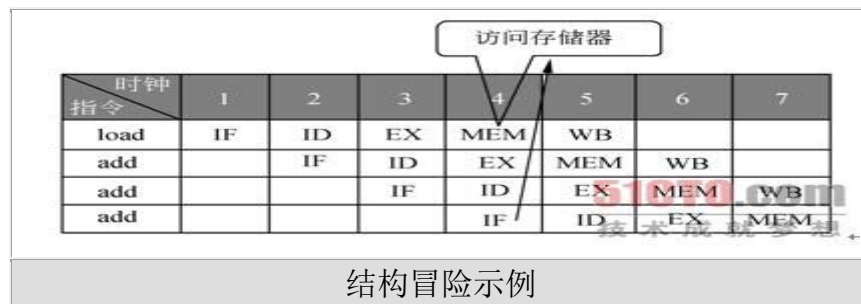 访问存储器
时钟
指令 1 2 3 4 5 6 7
load IF ID EX MEM WB
add IF ID EX MEM WB
add IF ID EX MEM WB
add IF ID EX MEM
51CTO.com
技术成就梦想
结构冒险示例